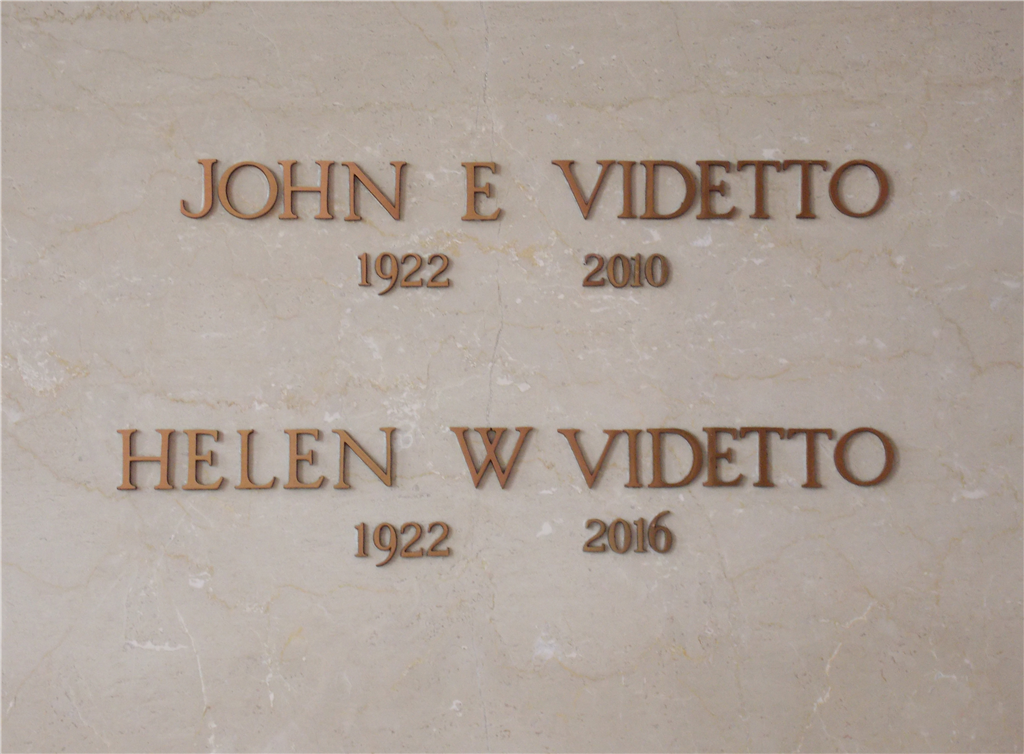 JOHN E VIDETTO
1922 2010
HELEN W VIDETTO
1922 2016